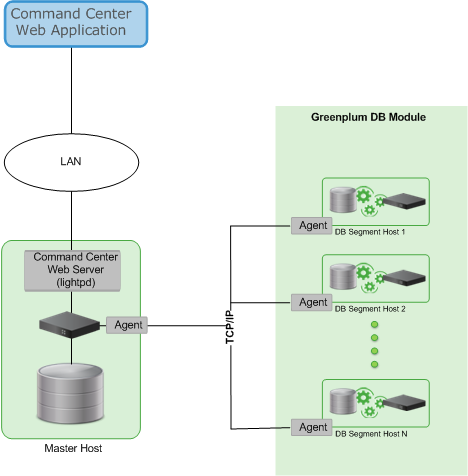 Command Center
Web Application
LAN
Command Center
Web Server
(lightpd)
Agent
Master Host
TCP/IP
Greenplum DB Module
Agent
DB Segment Host 1
Agent
DB Segment Host 2
Agent
DB Segment Host N